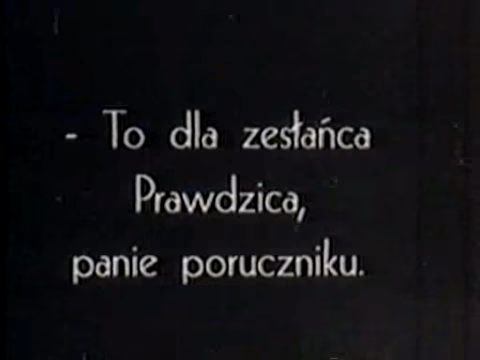 - To dla zesłańca
Prawdzica,
panie poruczniku.